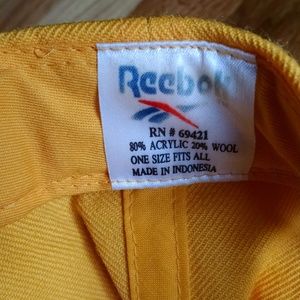 Reebok
RN # 69421
80% ACRYLIC 20% WOOL
ONE SIZE FITS ALL
MADE IN INDONESIA